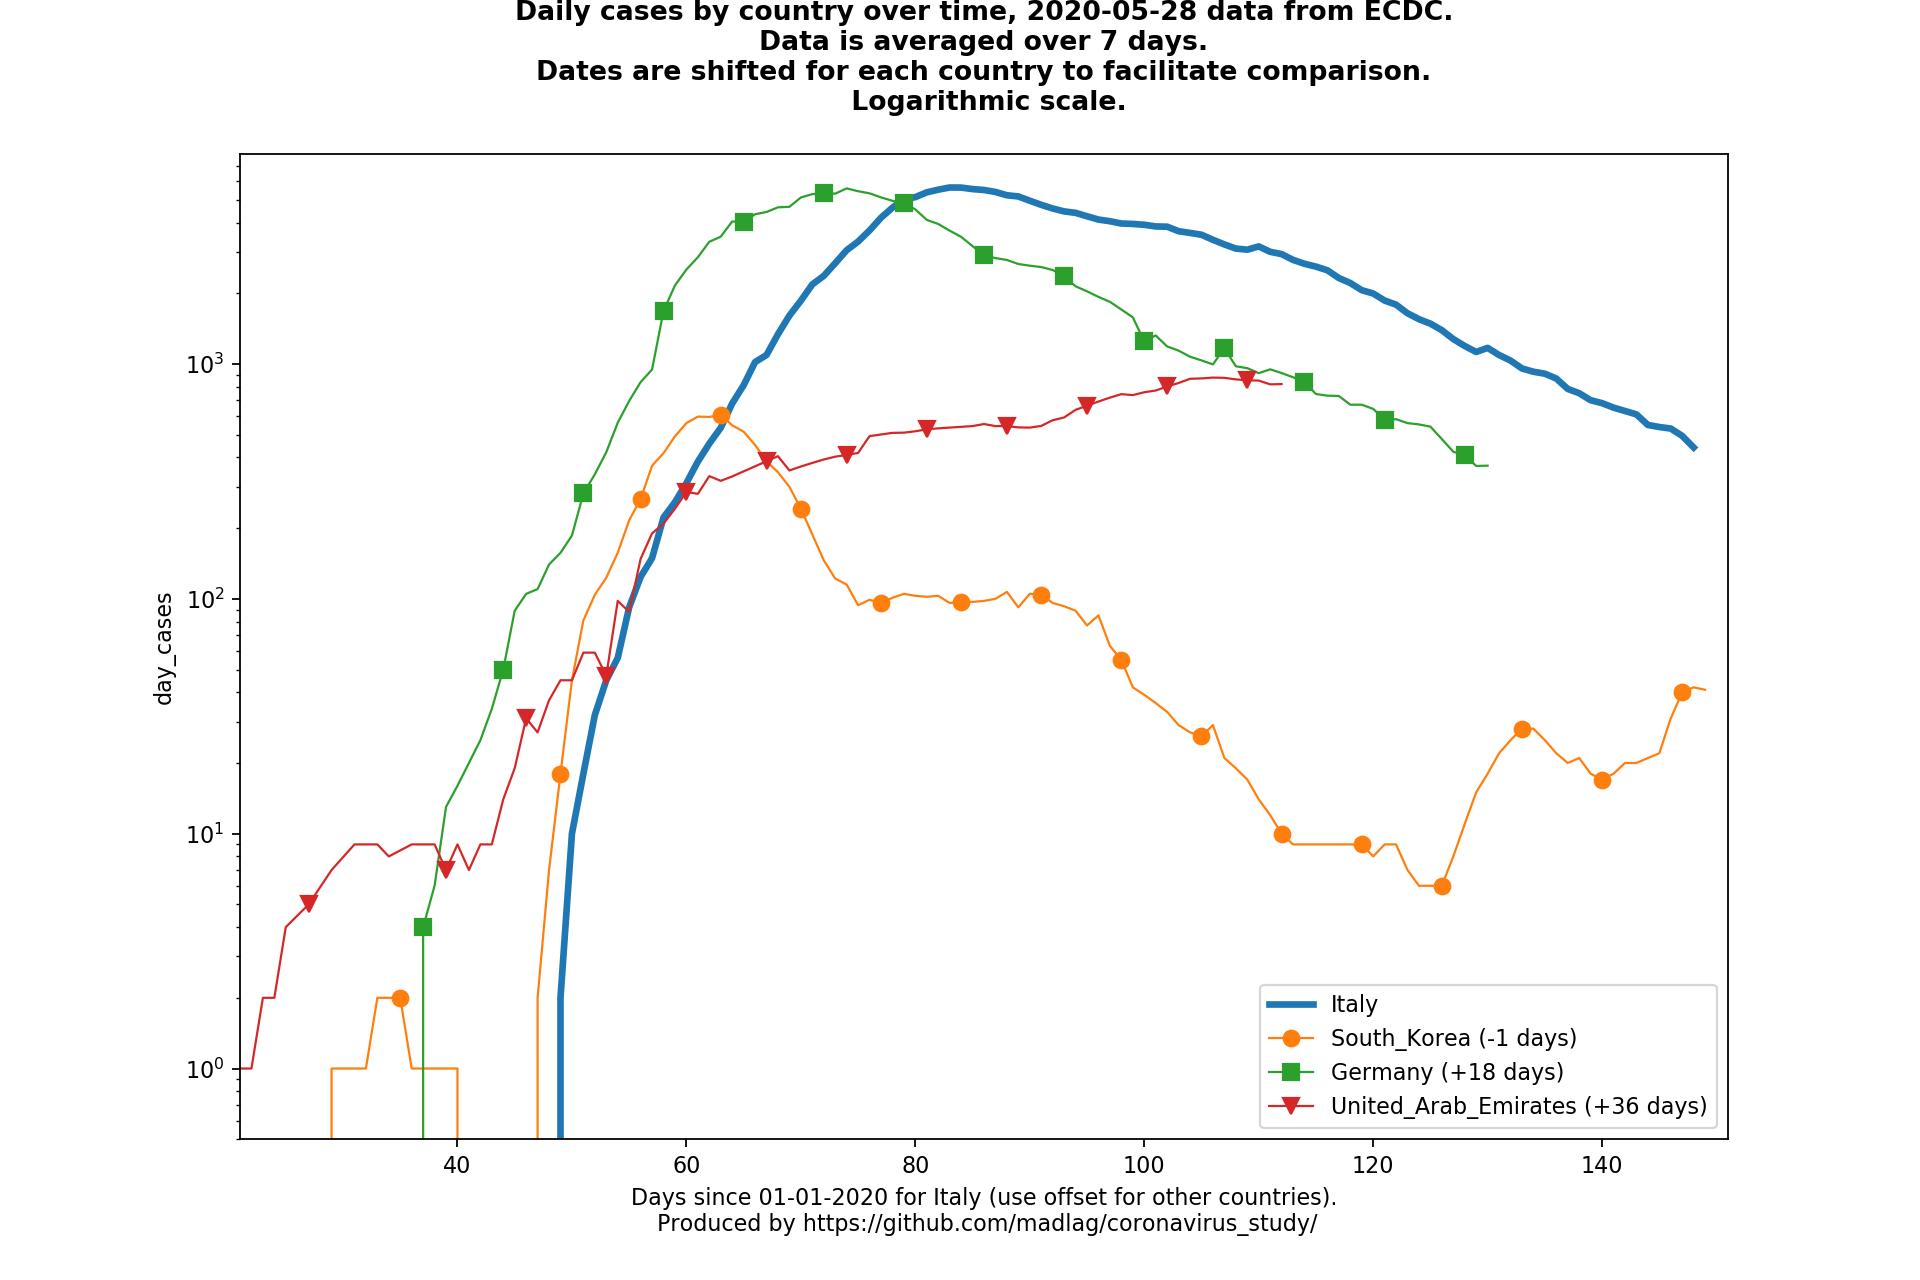 Daily cases by country over time, 2020-05-28 data from ECDC.
Data is averaged over 7 days.
Dates are shifted for each country to facilitate comparison.
Logarithmic scale.
10³
10²
10¹
10⁰
day_cases
40 60 80 100 120 140
Italy
South_Korea (-1 days)
Germany (+18 days)
United_Arab_Emirates (+36 days)
Days since 01-01-2020 for Italy (use offset for other countries).
Produced by https://github.com/madlag/coronavirus_study/